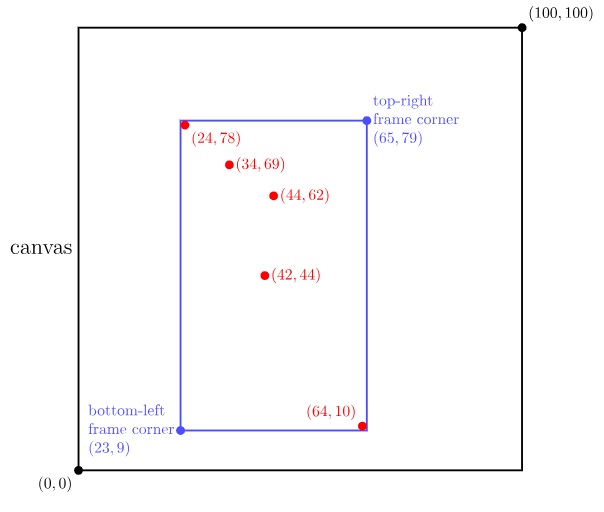 (100, 100)
top-right
frame corner
(65, 79)
(24, 78)
(34, 69)
(44, 62)
canvas
(42, 44)
(64, 10)
bottom-left
frame corner
(23, 9)
(0, 0)